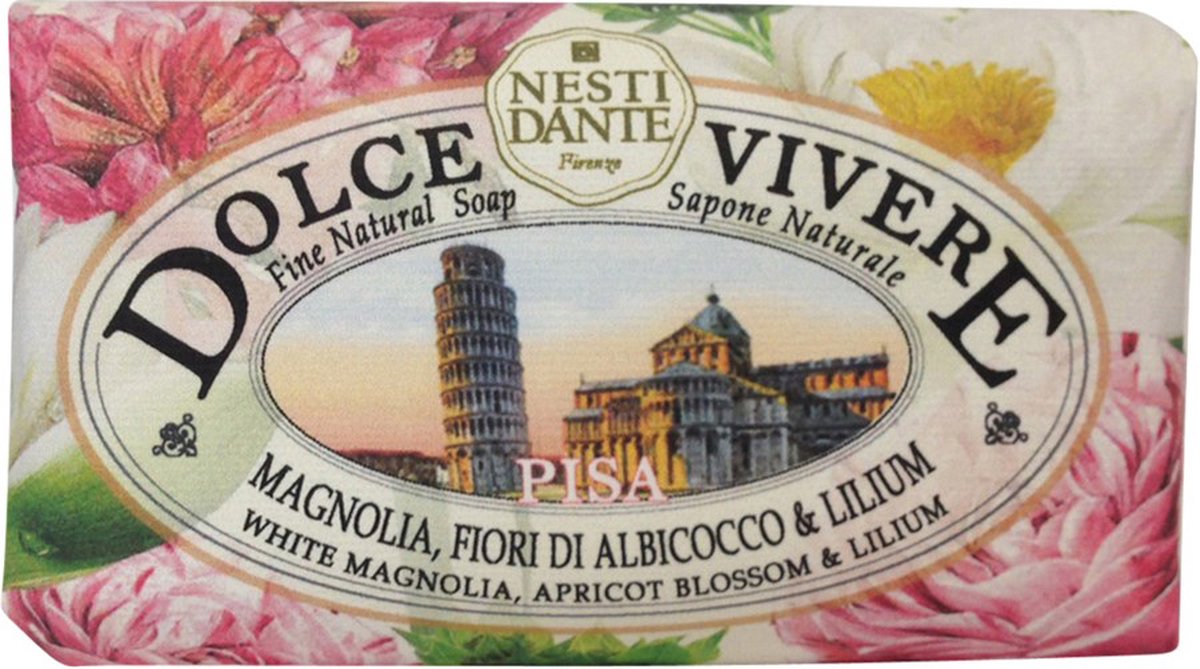 NESTI
DANTE
Firenze
DOLCE VIVERE
Fine Natural Soap
Sapone Naturale
PISA
MAGNOLIA, FIORI DI ALBICOCCO & LILIUM
WHITE MAGNOLIA, APRICOT BLOSSOM & LILIUM